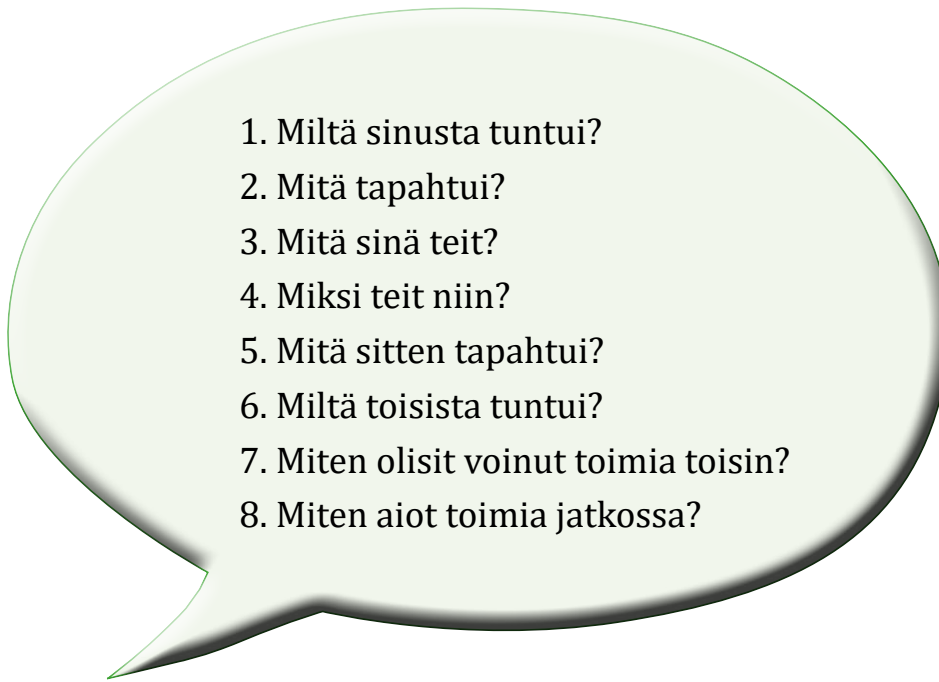 1. Miltä sinusta tuntui?
2. Mitä tapahtui?
3. Mitä sinä teit?
4. Miksi teit niin?
5. Mitä sitten tapahtui?
6. Miltä toisista tuntui?
7. Miten olisit voinut toimia toisin?
8. Miten aiot toimia jatkossa?